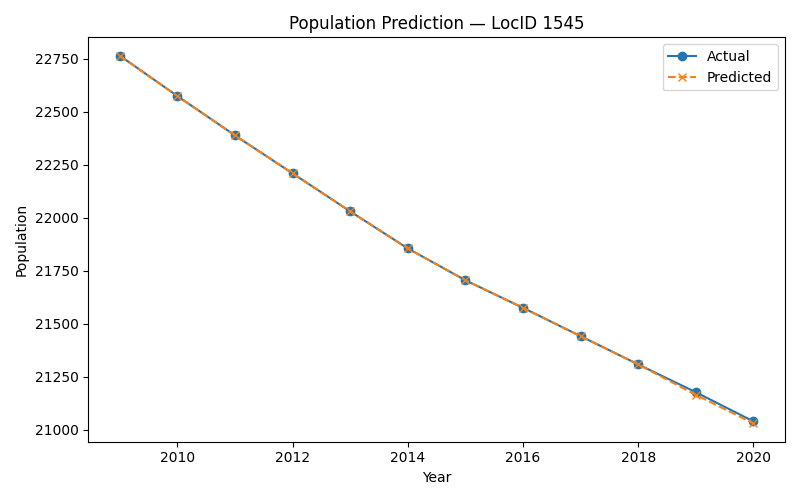 Population Prediction — LocID 1545
Actual
Predicted
Population
22750
22500
22250
22000
21750
21500
21250
21000
2010 2012 2014 2016 2018 2020
Year